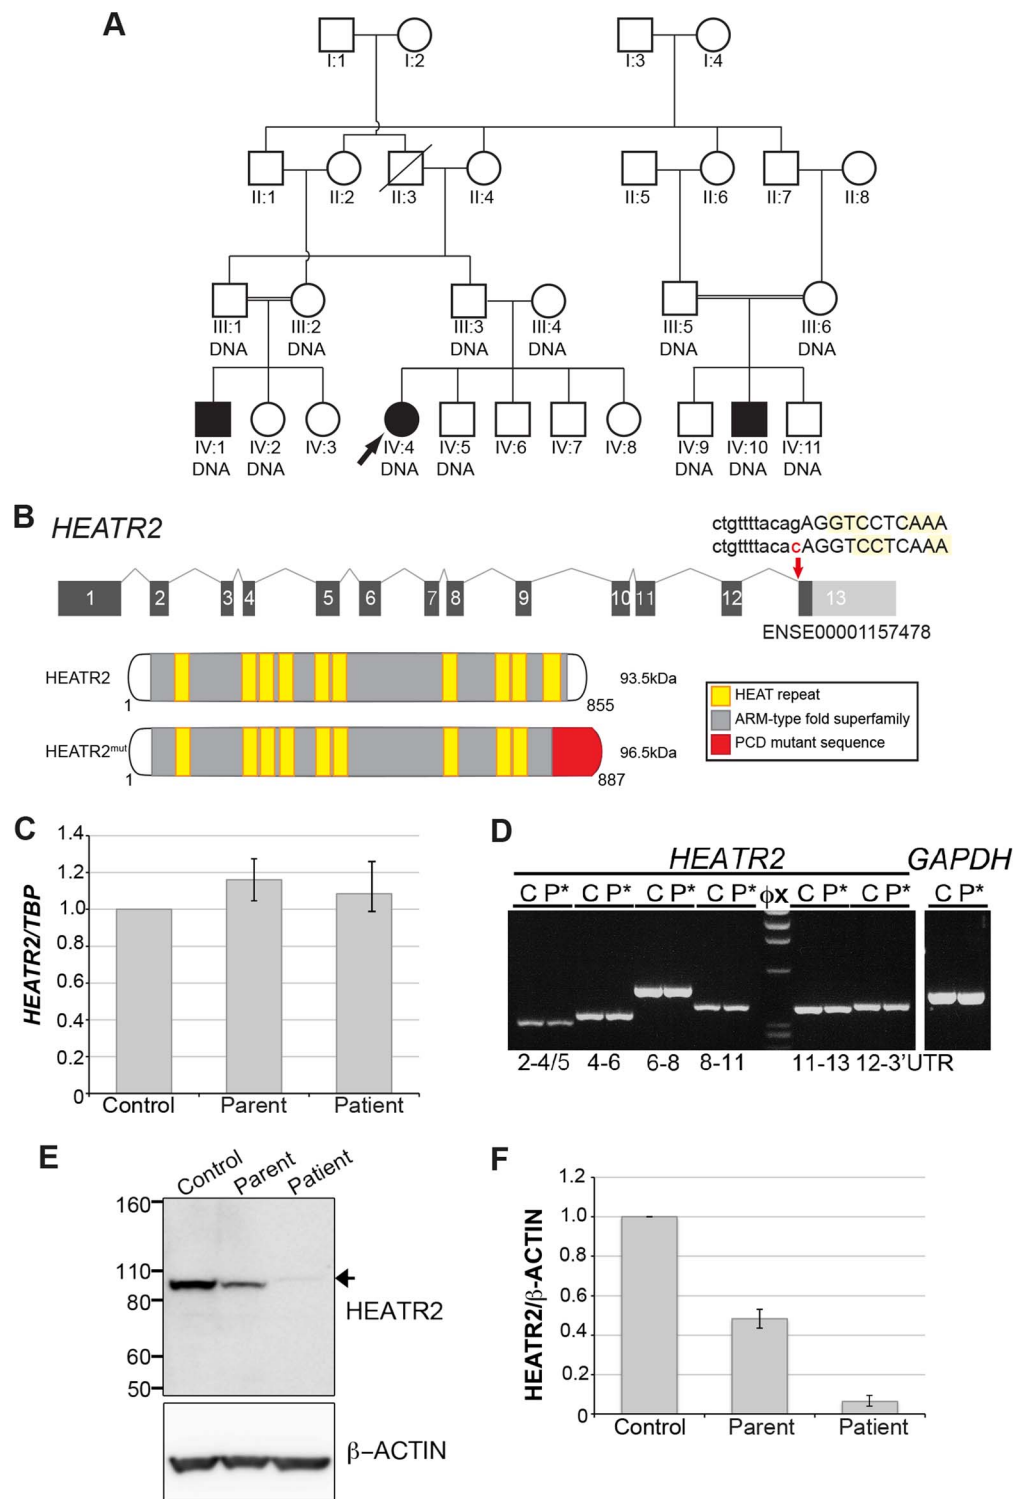 A
I:1
I:2
I:3
I:4
II:1
II:2
II:3
II:4
II:5
II:6
II:7
II:8
III:1
DNA
III:2
DNA
III:3
DNA
III:4
DNA
III:5
DNA
III:6
DNA
IV:1
DNA
IV:2
DNA
IV:3
IV:4
DNA
IV:5
DNA
IV:6
IV:7
IV:8
IV:9
DNA
IV:10
DNA
IV:11
DNA
B
HEATR2
ctgttttacagAGGTCCTCAAA
ctgttttacacAGGTCCTCAAA
1 2 3 4 5 6 7 8 9 10 11 12 13
ENSE00001157478
HEATR2
1
855
93.5kDa
HEATR2mut
1
887
96.5kDa
HEAT repeat
ARM-type fold superfamily
PCD mutant sequence
C
HEATR2/TBP
1.4
1.2
1.0
0.8
0.6
0.4
0.2
0
Control Parent Patient
D
HEATR2 GAPDH
C P* C P* C P* C P* ϕx C P* C P* C P*
2-4/5 4-6 6-8 8-11 11-13 12-3'UTR
E
Control Parent Patient
160
110
80
60
50
HEATR2
β-ACTIN
F
HEATR2/β-ACTIN
1.2
1.0
0.8
0.6
0.4
0.2
0
Control Parent Patient